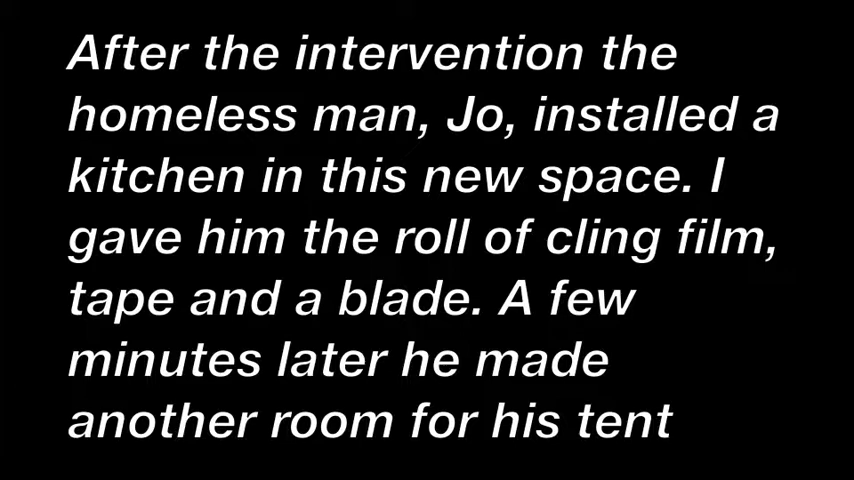 After the intervention the
homeless man, Jo, installed a
kitchen in this new space. I
gave him the roll of cling film,
tape and a blade. A few
minutes later he made
another room for his tent